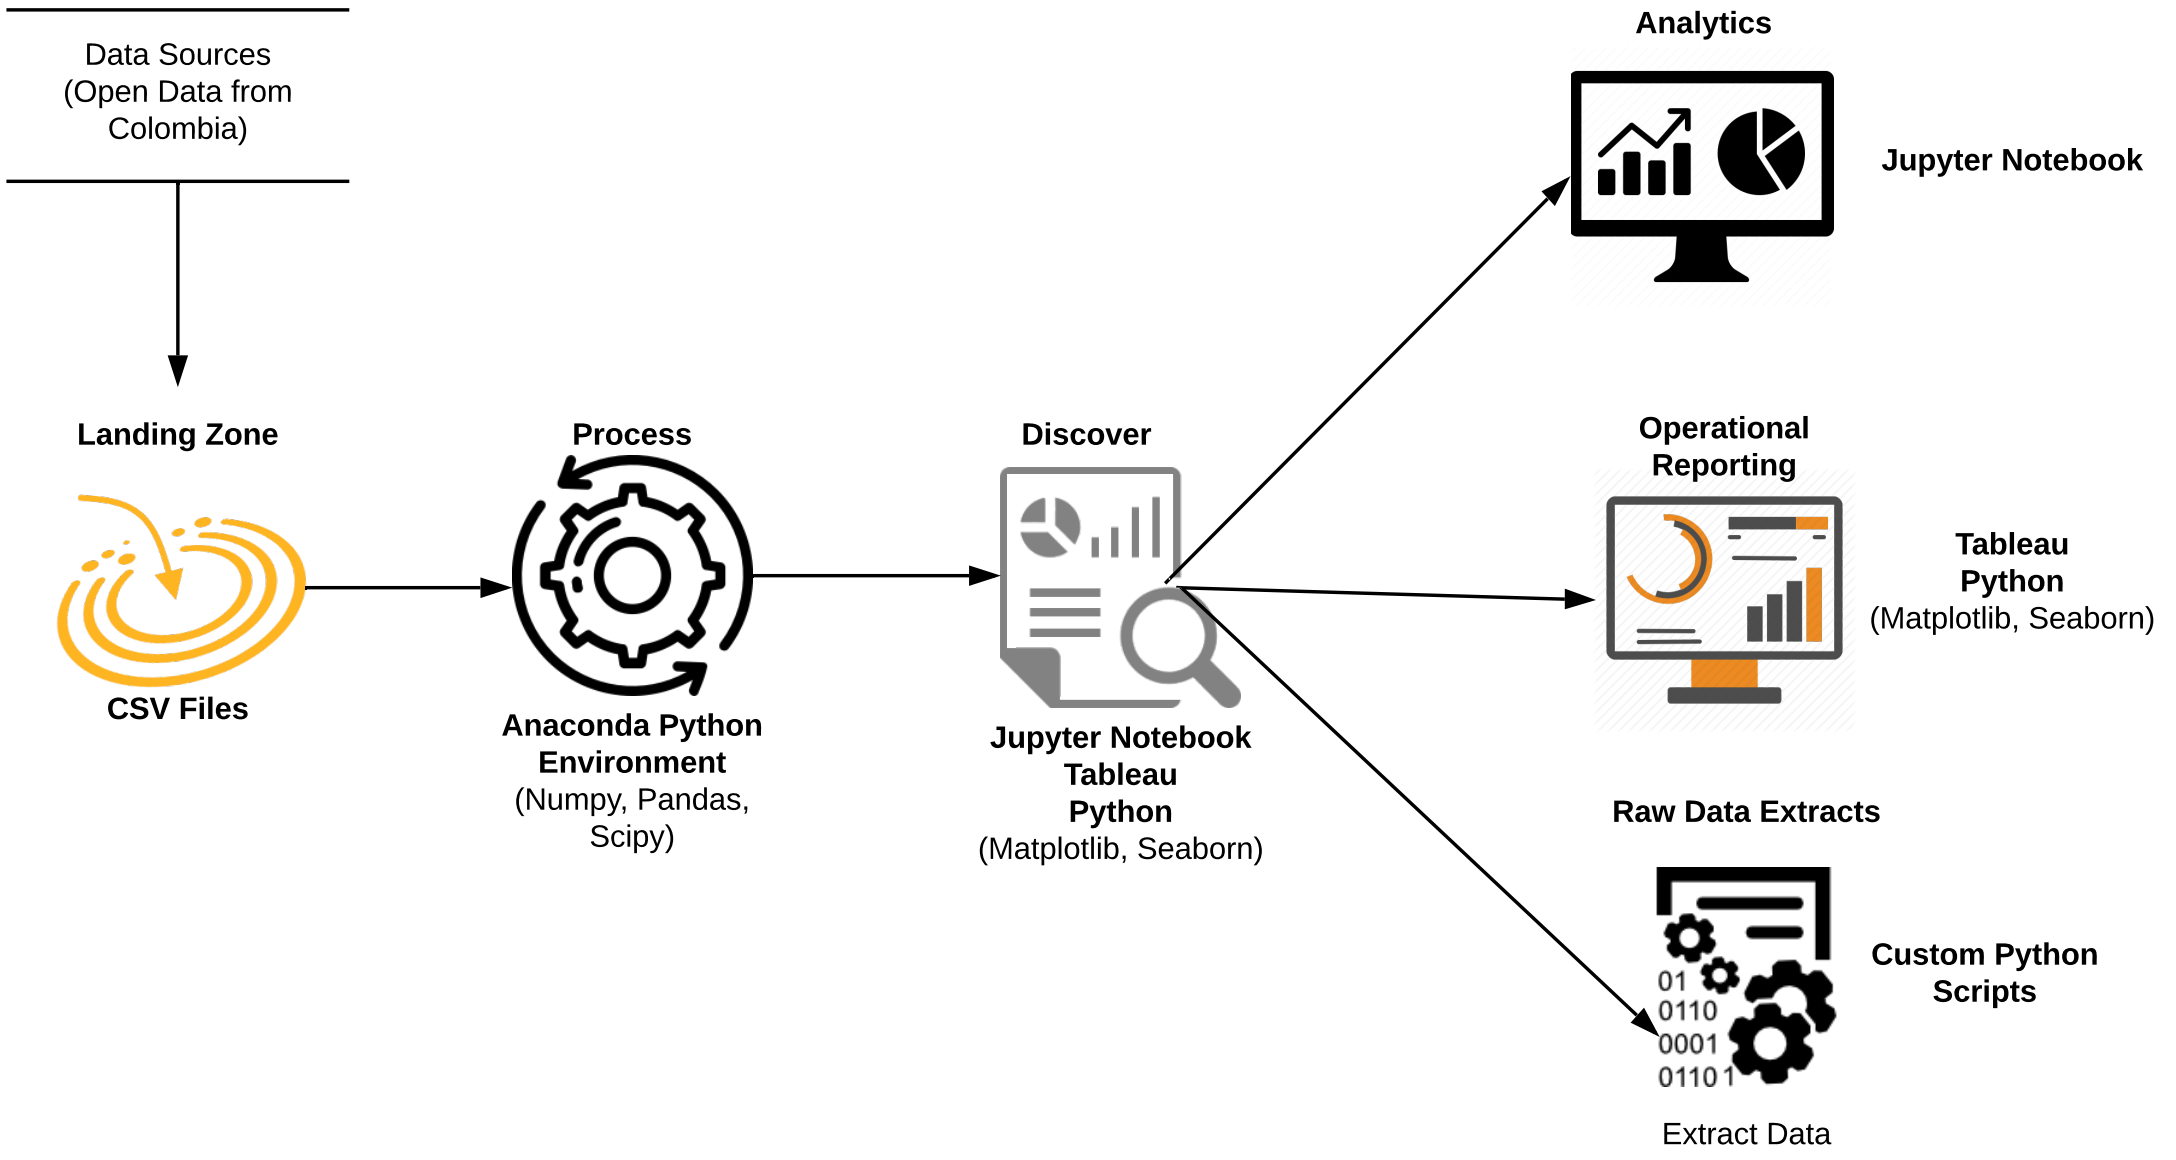 Data Sources
(Open Data from
Colombia)
Landing Zone
CSV Files
Process
Anaconda Python
Environment
(Numpy, Pandas,
Scipy)
Discover
Jupyter Notebook
Tableau
Python
(Matplotlib, Seaborn)
Analytics
Jupyter Notebook
Operational
Reporting
Tableau
Python
(Matplotlib, Seaborn)
Raw Data Extracts
01
0110
0001
0110 1
Custom Python
Scripts
Extract Data